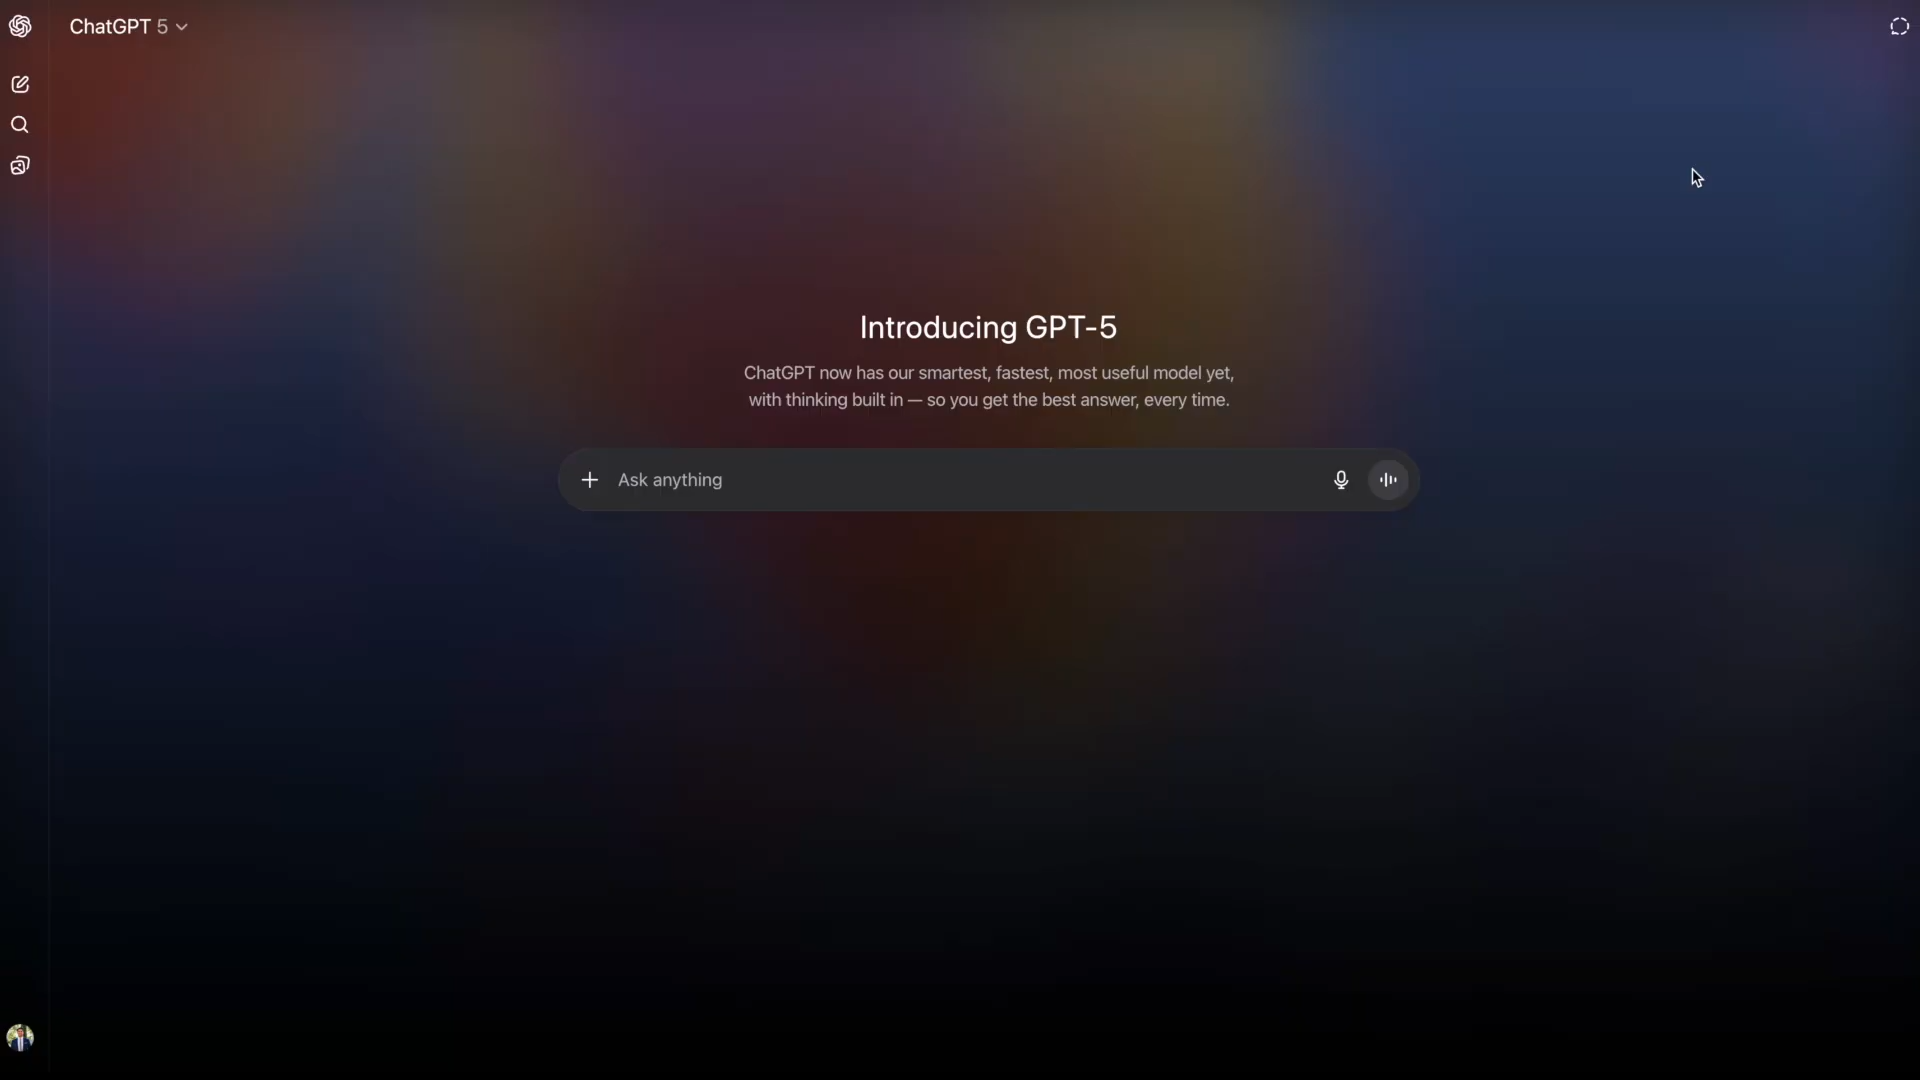 ChatGPT 5
Introducing GPT-5
ChatGPT now has our smartest, fastest, most useful model yet,
with thinking built in — so you get the best answer, every time.
Ask anything